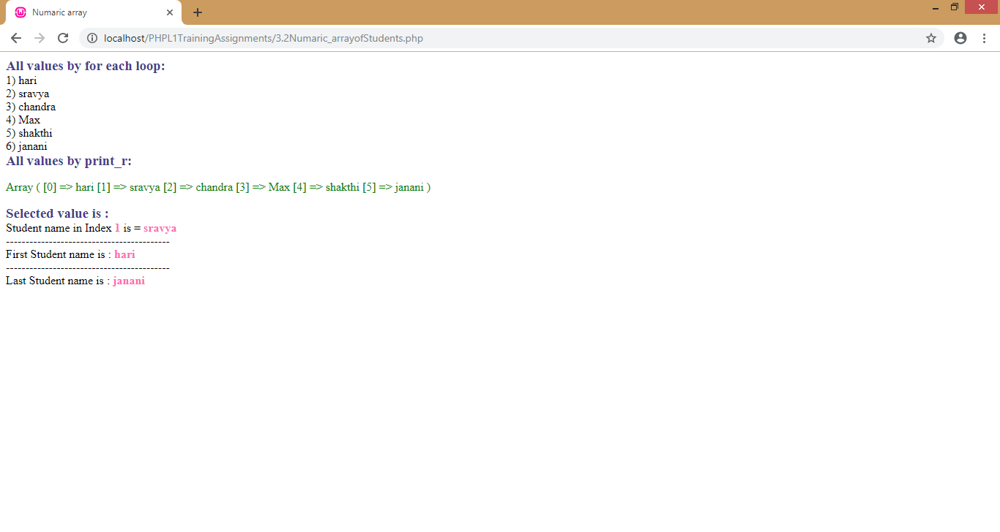 Numaric array
localhost/PHPL1TrainingAssignments/3.2Numaric_arrayofStudents.php
All values by for each loop:
1) hari
2) sravya
3) chandra
4) Max
5) shakthi
6) janani
All values by print_r:
Array ( [0] => hari [1] => sravya [2] => chandra [3] => Max [4] => shakthi [5] => janani )
Selected value is :
Student name in Index 1 is = sravya
------------------------------------------
First Student name is : hari
------------------------------------------
Last Student name is : janani